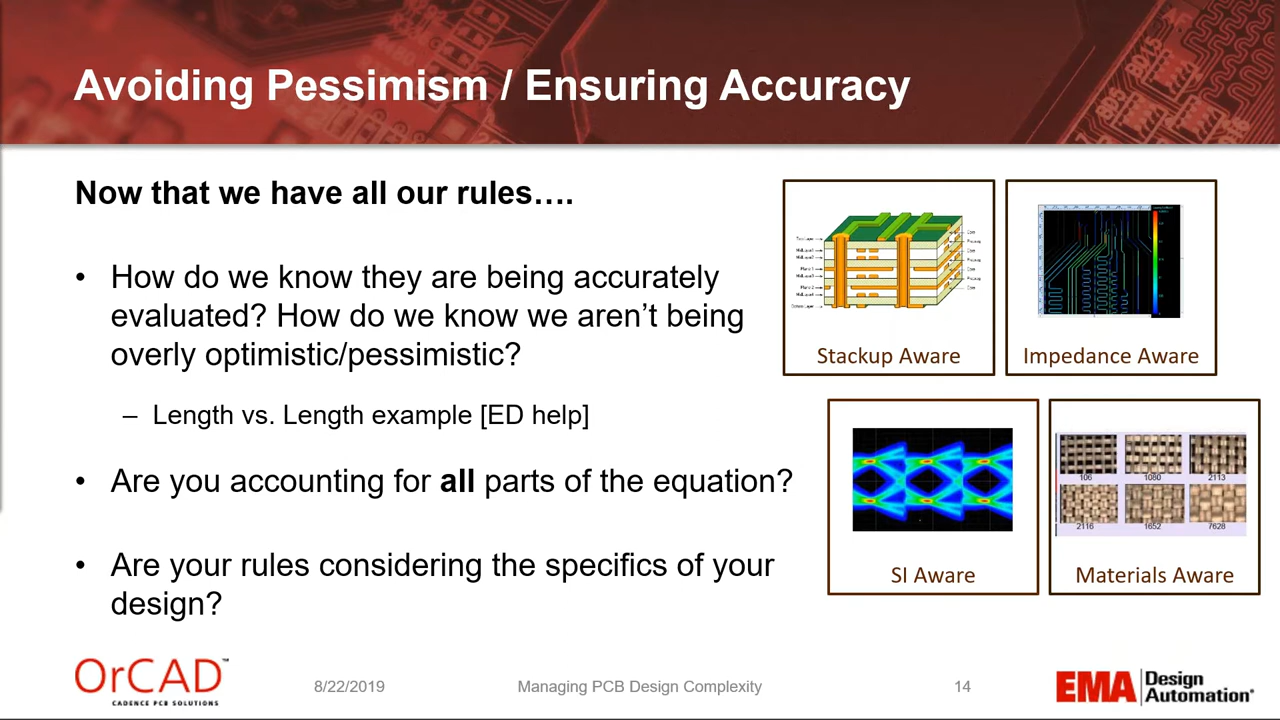 Avoiding Pessimism / Ensuring Accuracy
Now that we have all our rules….
• How do we know they are being accurately
evaluated? How do we know we aren’t being
overly optimistic/pessimistic?
– Length vs. Length example [ED help]
• Are you accounting for all parts of the equation?
• Are your rules considering the specifics of your
design?
Stackup Aware
Impedance Aware
106 1080 2113
2116 1652 7628
SI Aware
Materials Aware
OrCAD™
CADENCE PCB SOLUTIONS
8/22/2019
Managing PCB Design Complexity
14
EMA Design
Automation